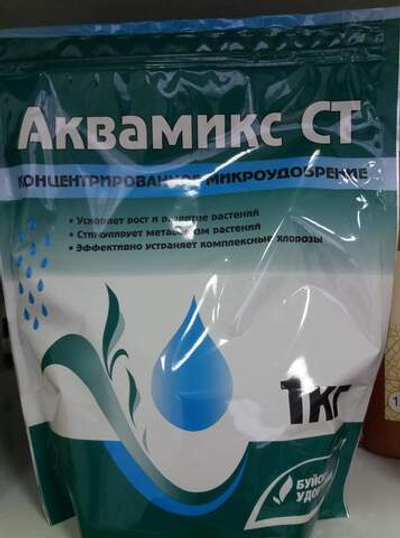 Аквамикс СТ
КОНЦЕНТРИРОВАННОЕ МИКРОУДОБРЕНИЕ
• Ускоряет рост и развитие растений
• Стимулирует метаболизм растений
• Эффективно устраняет комплексные хлорозы
1кг